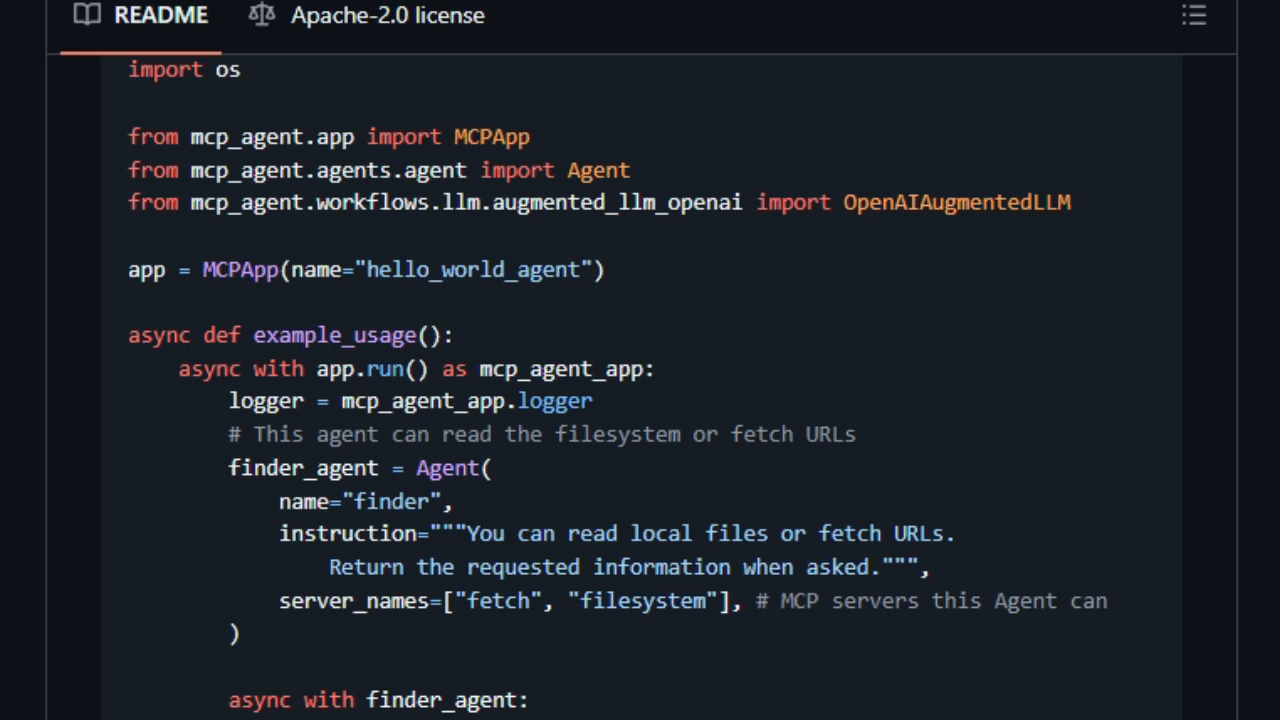 README Apache-2.0 license
import os
from mcp_agent.app import MCPApp
from mcp_agent.agents.agent import Agent
from mcp_agent.workflows.llm.augmented_llm_openai import OpenAIAugmentedLLM
app = MCPApp(name="hello_world_agent")
async def example_usage():
    async with app.run() as mcp_agent_app:
        logger = mcp_agent_app.logger
        # This agent can read the filesystem or fetch URLs
        finder_agent = Agent(
            name="finder",
            instruction="""You can read local files or fetch URLs.
                Return the requested information when asked.""",
            server_names=["fetch", "filesystem"], # MCP servers this Agent can
        )
        async with finder_agent: